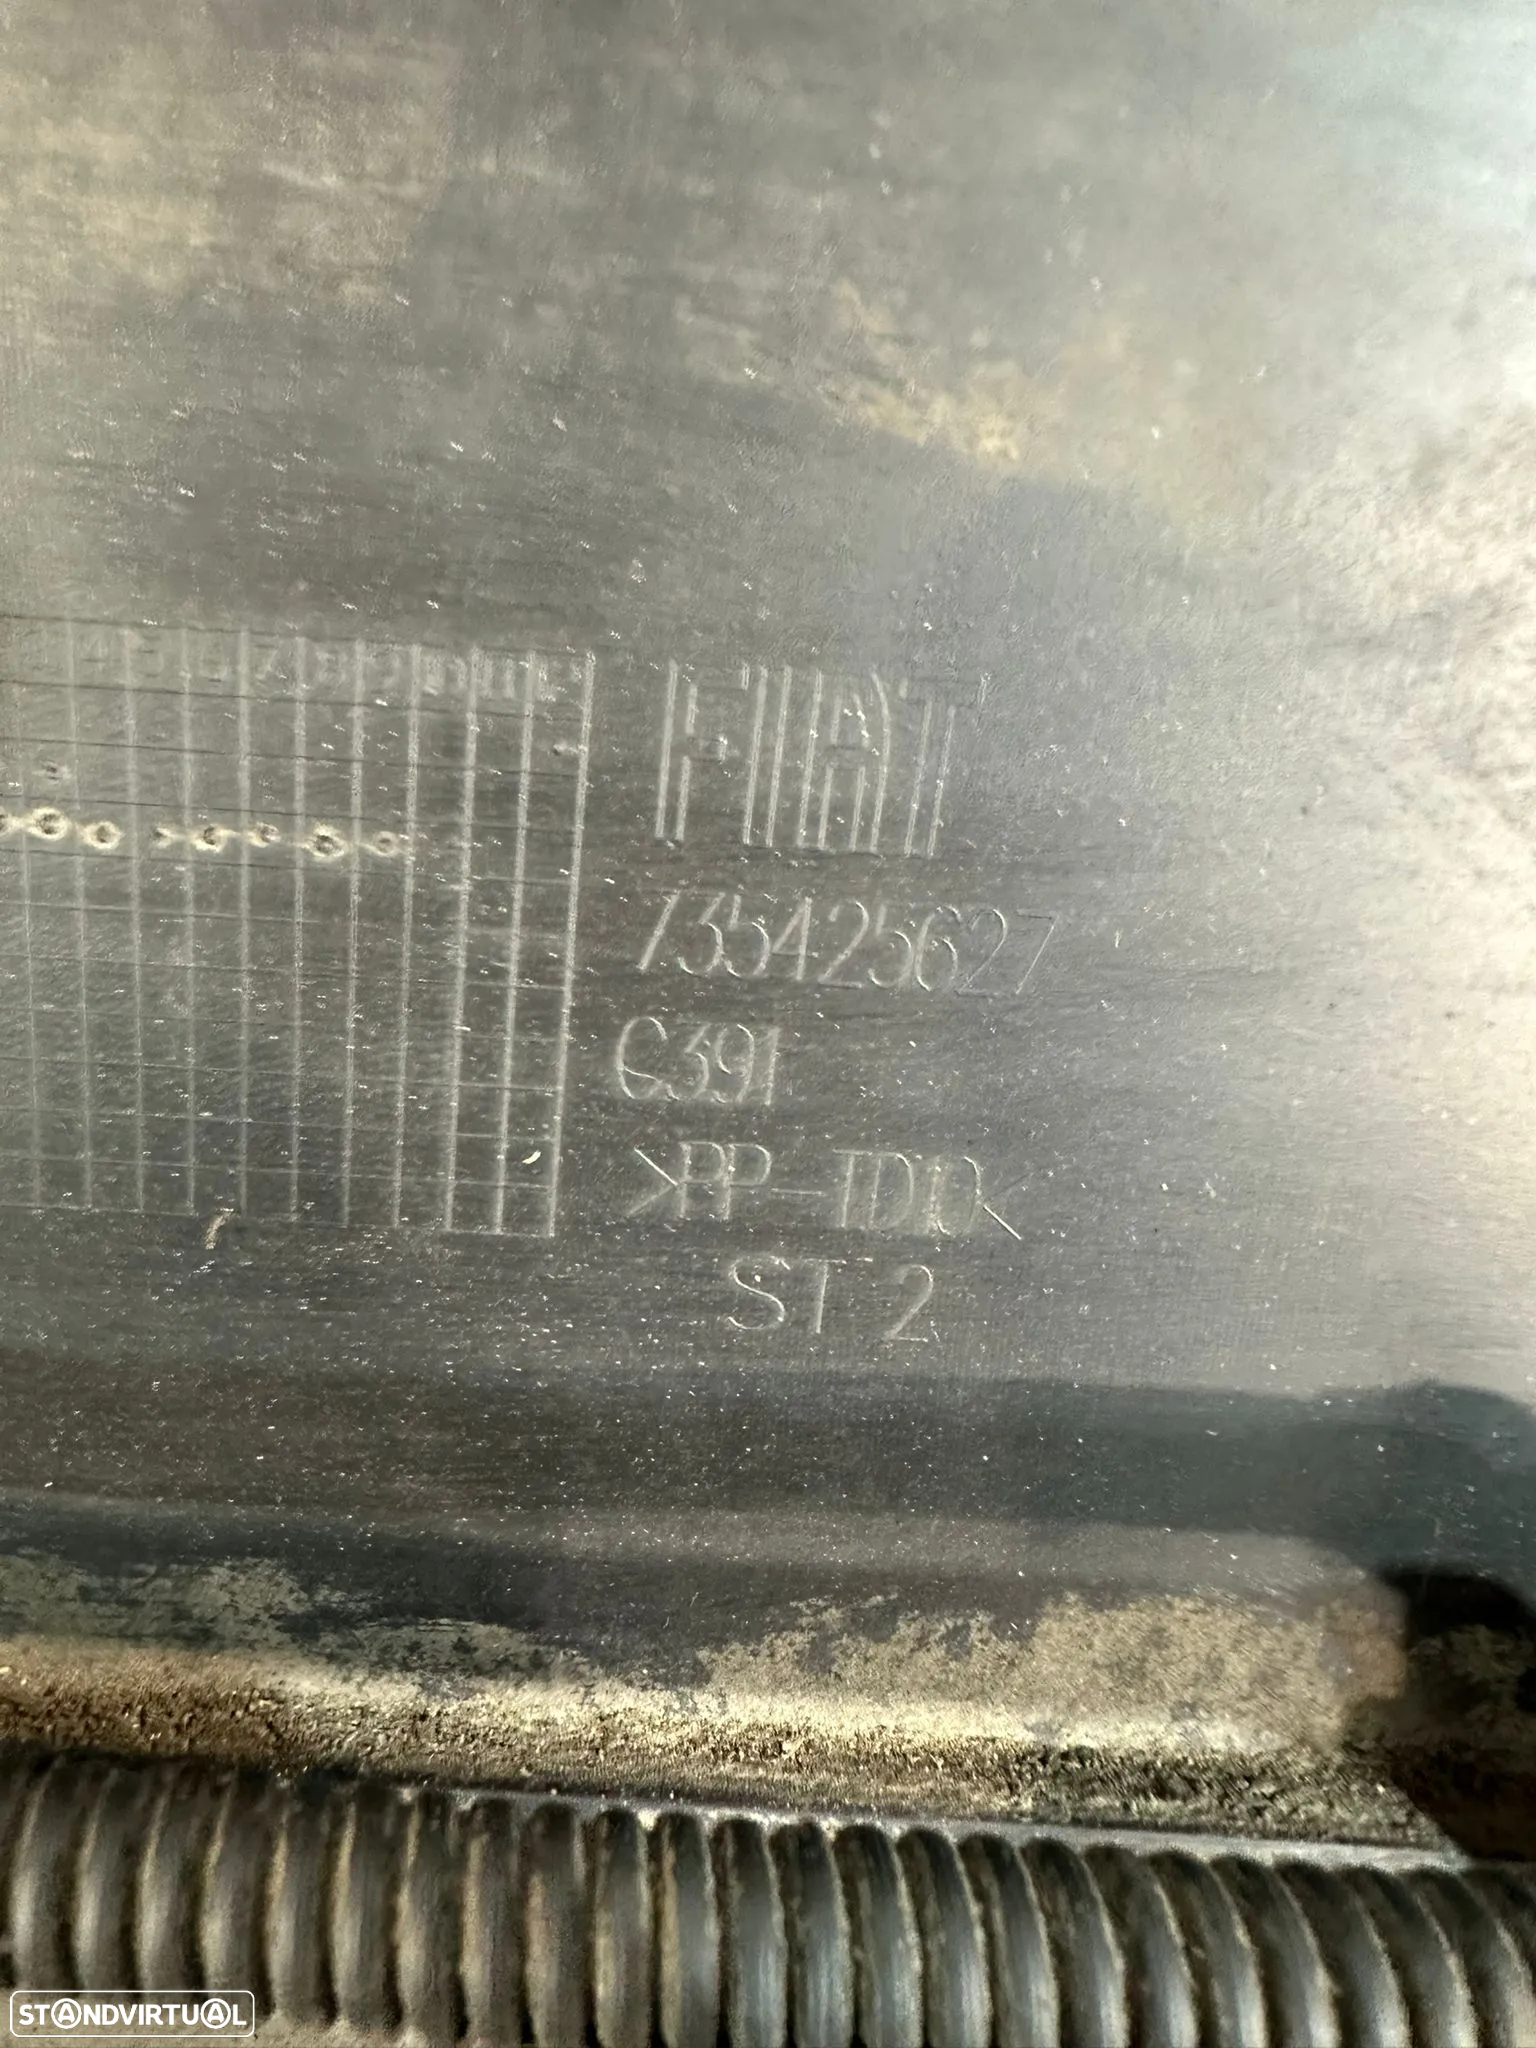 FIAT
735425627
C391
>PP-TD10<
ST 2
STANDVIRTUAL